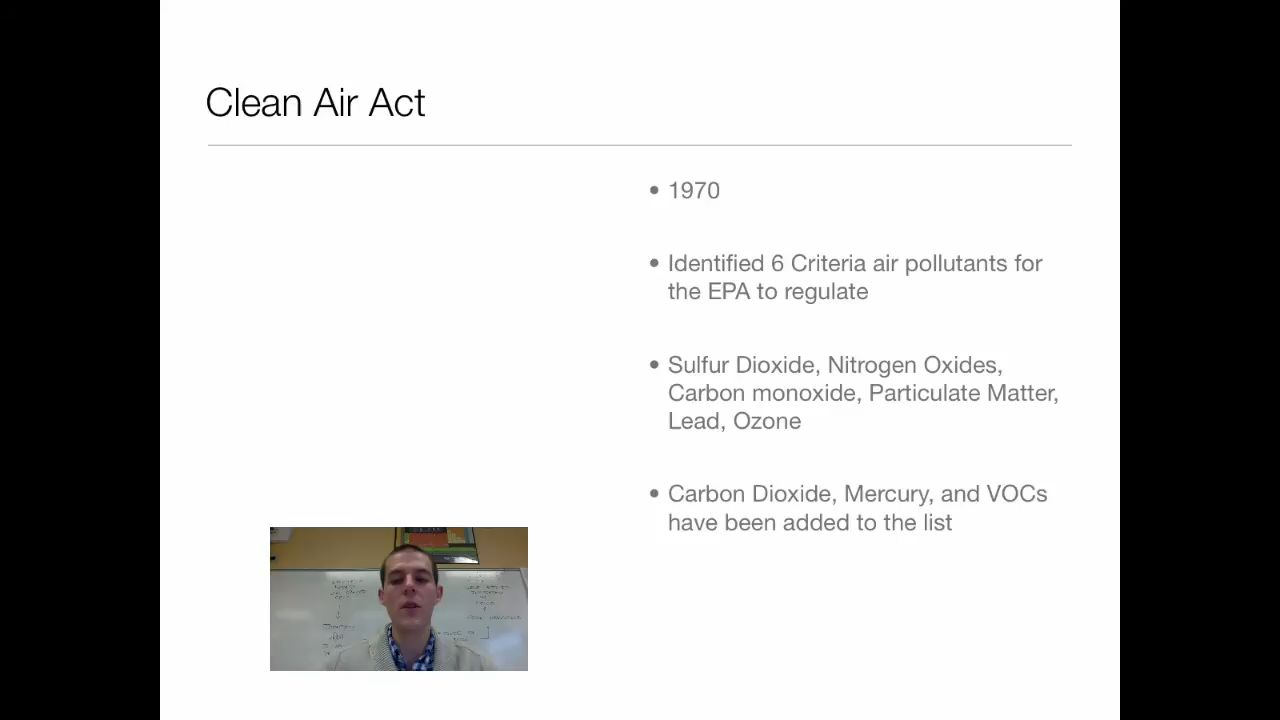 Clean Air Act
• 1970
• Identified 6 Criteria air pollutants for
the EPA to regulate
• Sulfur Dioxide, Nitrogen Oxides,
Carbon monoxide, Particulate Matter,
Lead, Ozone
• Carbon Dioxide, Mercury, and VOCs
have been added to the list